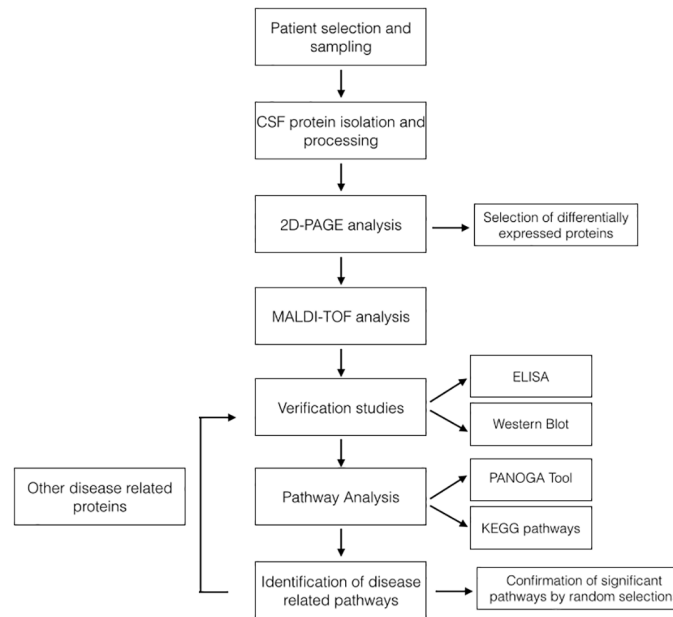 Patient selection and
sampling
CSF protein isolation and
processing
2D-PAGE analysis
Selection of differentially
expressed proteins
MALDI-TOF analysis
ELISA
Verification studies
Western Blot
PANOGA Tool
Other disease related
proteins
Pathway Analysis
KEGG pathways
Identification of disease
related pathways
Confirmation of significant
pathways by random selection